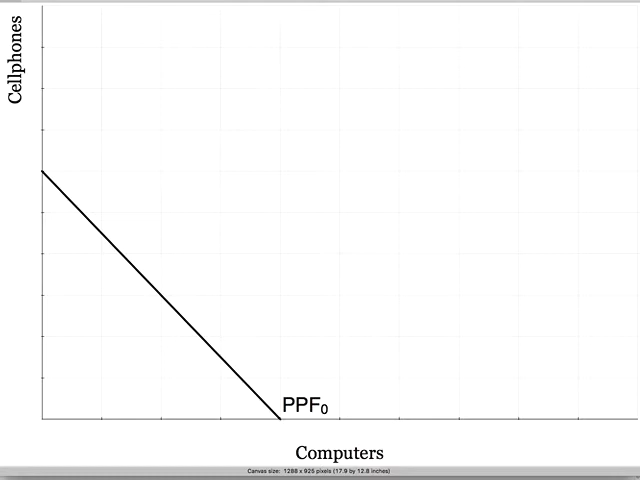 Cellphones
PPF₀
Computers
Canvas size: 1288 x 925 pixels (17.9 by 12.8 inches)